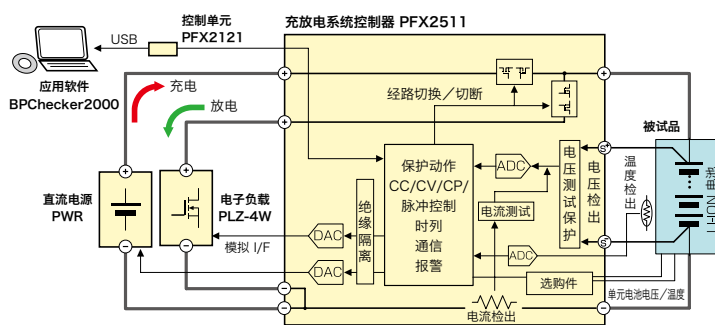 控制单元
PFX2121
USB
应用软件
BPChecker2000
充电
放电
直流电源
PWR
电子负载
PLZ-4W
模拟 I/F
充放电系统控制器 PFX2511
经路切换／切断
保护动作
CC/CV/CP/
脉冲控制
时列
通信
报警
绝缘隔离
DAC
DAC
ADC
电流测试
ADC
电压测试保护
电压检出
S+
S-
选购件
电流检出
被试品
温度检出
单元电池电压／温度